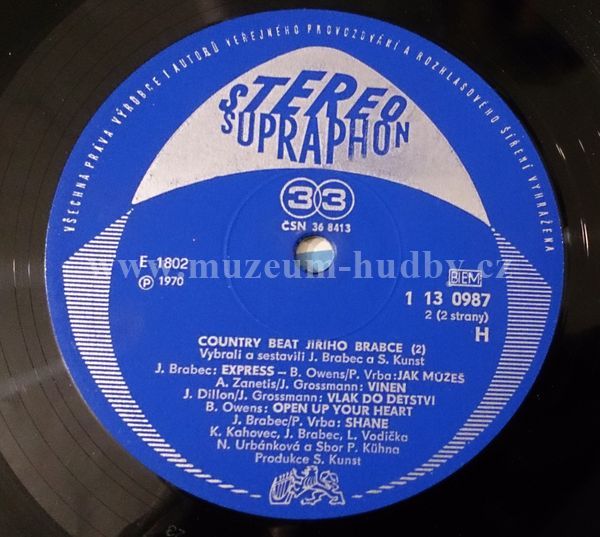 VŠECHNA PRÁVA VÝROBCE I AUTORŮ VEŘEJNÉHO PROVOZOVÁNÍ A ROZHLASOVÉHO ŠÍŘENÍ VYHRAŽENA
STEREO
SUPRAPHON
33
ČSN 36 8413
E 1802
Ⓟ 1970
www.muzeum-hudby.cz
BIEM
1 13 0987
2 (2 strany)
H
COUNTRY BEAT JIŘÍHO BRABCE (2)
Vybrali a sestavili J. Brabec a S. Kunst
J. Brabec: EXPRESS – B. Owens/P. Vrba: JAK MŮŽEŠ
A. Zanetis/J. Grossmann: VINEN
J. Dillon/J. Grossmann: VLAK DO DĚTSTVÍ
B. Owens: OPEN UP YOUR HEART
J. Brabec/P. Vrba: SHANE
K. Kahovec, J. Brabec, L. Vodička
N. Urbánková a Sbor P. Kühna
Produkce S. Kunst